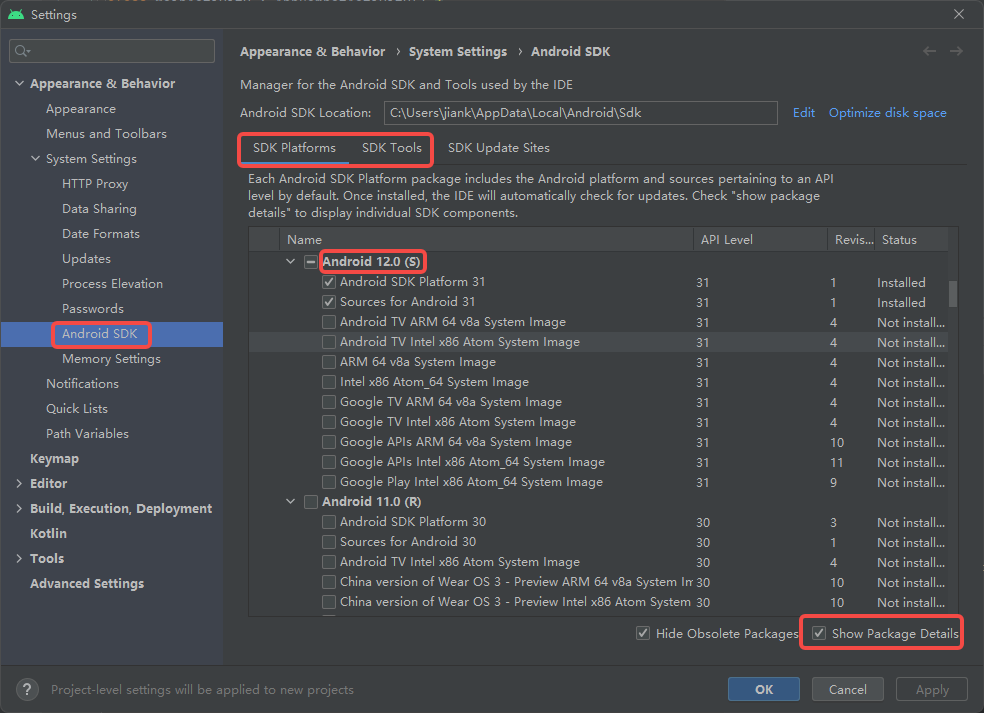 Settings
Appearance & Behavior › System Settings › Android SDK
Manager for the Android SDK and Tools used by the IDE
Android SDK Location: C:\Users\jiank\AppData\Local\Android\Sdk Edit Optimize disk space
SDK Platforms SDK Tools SDK Update Sites
Each Android SDK Platform package includes the Android platform and sources pertaining to an API
level by default. Once installed, the IDE will automatically check for updates. Check "show package
details" to display individual SDK components.
Appearance & Behavior
Appearance
Menus and Toolbars
System Settings
HTTP Proxy
Data Sharing
Date Formats
Updates
Process Elevation
Passwords
Android SDK
Memory Settings
Notifications
Quick Lists
Path Variables
Keymap
Editor
Build, Execution, Deployment
Kotlin
Tools
Advanced Settings
Name API Level Revis... Status
Android 12.0 (S)
Android SDK Platform 31 31 1 Installed
Sources for Android 31 31 1 Installed
Android TV ARM 64 v8a System Image 31 4 Not install...
Android TV Intel x86 Atom System Image 31 4 Not install...
ARM 64 v8a System Image 31 4 Not install...
Intel x86 Atom_64 System Image 31 4 Not install...
Google TV ARM 64 v8a System Image 31 4 Not install...
Google TV Intel x86 Atom System Image 31 4 Not install...
Google APIs ARM 64 v8a System Image 31 10 Not install...
Google APIs Intel x86 Atom_64 System Image 31 11 Not install...
Google Play Intel x86 Atom_64 System Image 31 9 Not install...
Android 11.0 (R)
Android SDK Platform 30 30 3 Not install...
Sources for Android 30 30 1 Not install...
Android TV Intel x86 Atom System Image 30 4 Not install...
China version of Wear OS 3 - Preview ARM 64 v8a System Im 30 10 Not install...
China version of Wear OS 3 - Preview Intel x86 Atom System 30 10 Not install...
Hide Obsolete Packages Show Package Details
? Project-level settings will be applied to new projects
OK Cancel Apply